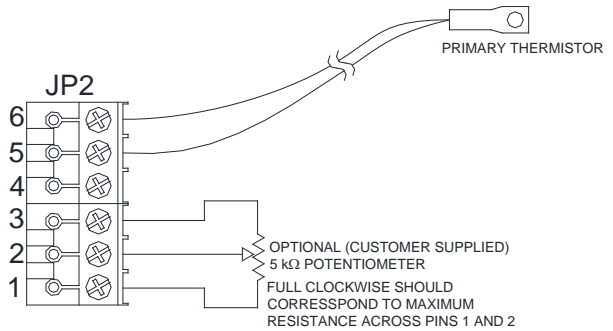 PRIMARY THERMISTOR
JP2
6
5
4
3
2
1
OPTIONAL (CUSTOMER SUPPLIED)
5 kΩ POTENTIOMETER
FULL CLOCKWISE SHOULD
CORRESSPOND TO MAXIMUM
RESISTANCE ACROSS PINS 1 AND 2